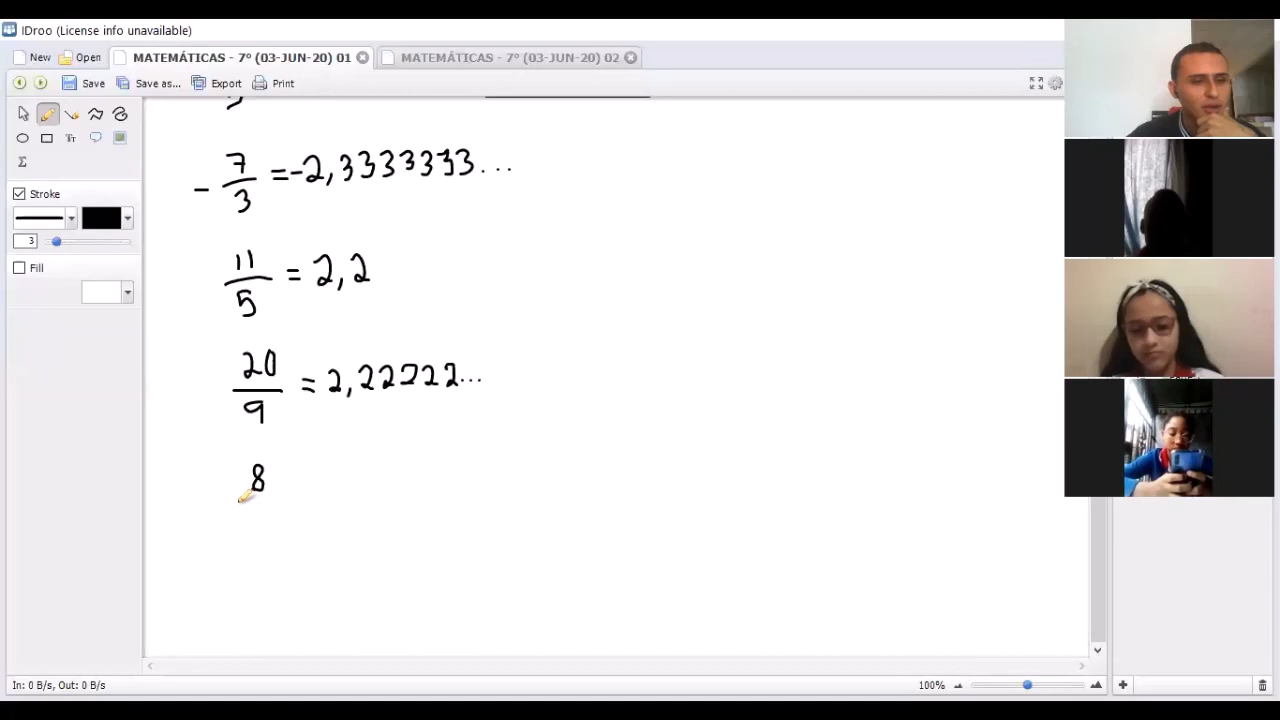 IDroo (License info unavailable)
New Open MATEMÁTICAS - 7º (03-JUN-20) 01 MATEMÁTICAS - 7º (03-JUN-20) 02
Save Save as... Export Print
Tr
Σ
Stroke
3
Fill
- 7/3 = -2,3333333...
11/5 = 2,2
20/9 = 2,22222...
8
In: 0 B/s, Out: 0 B/s 100%